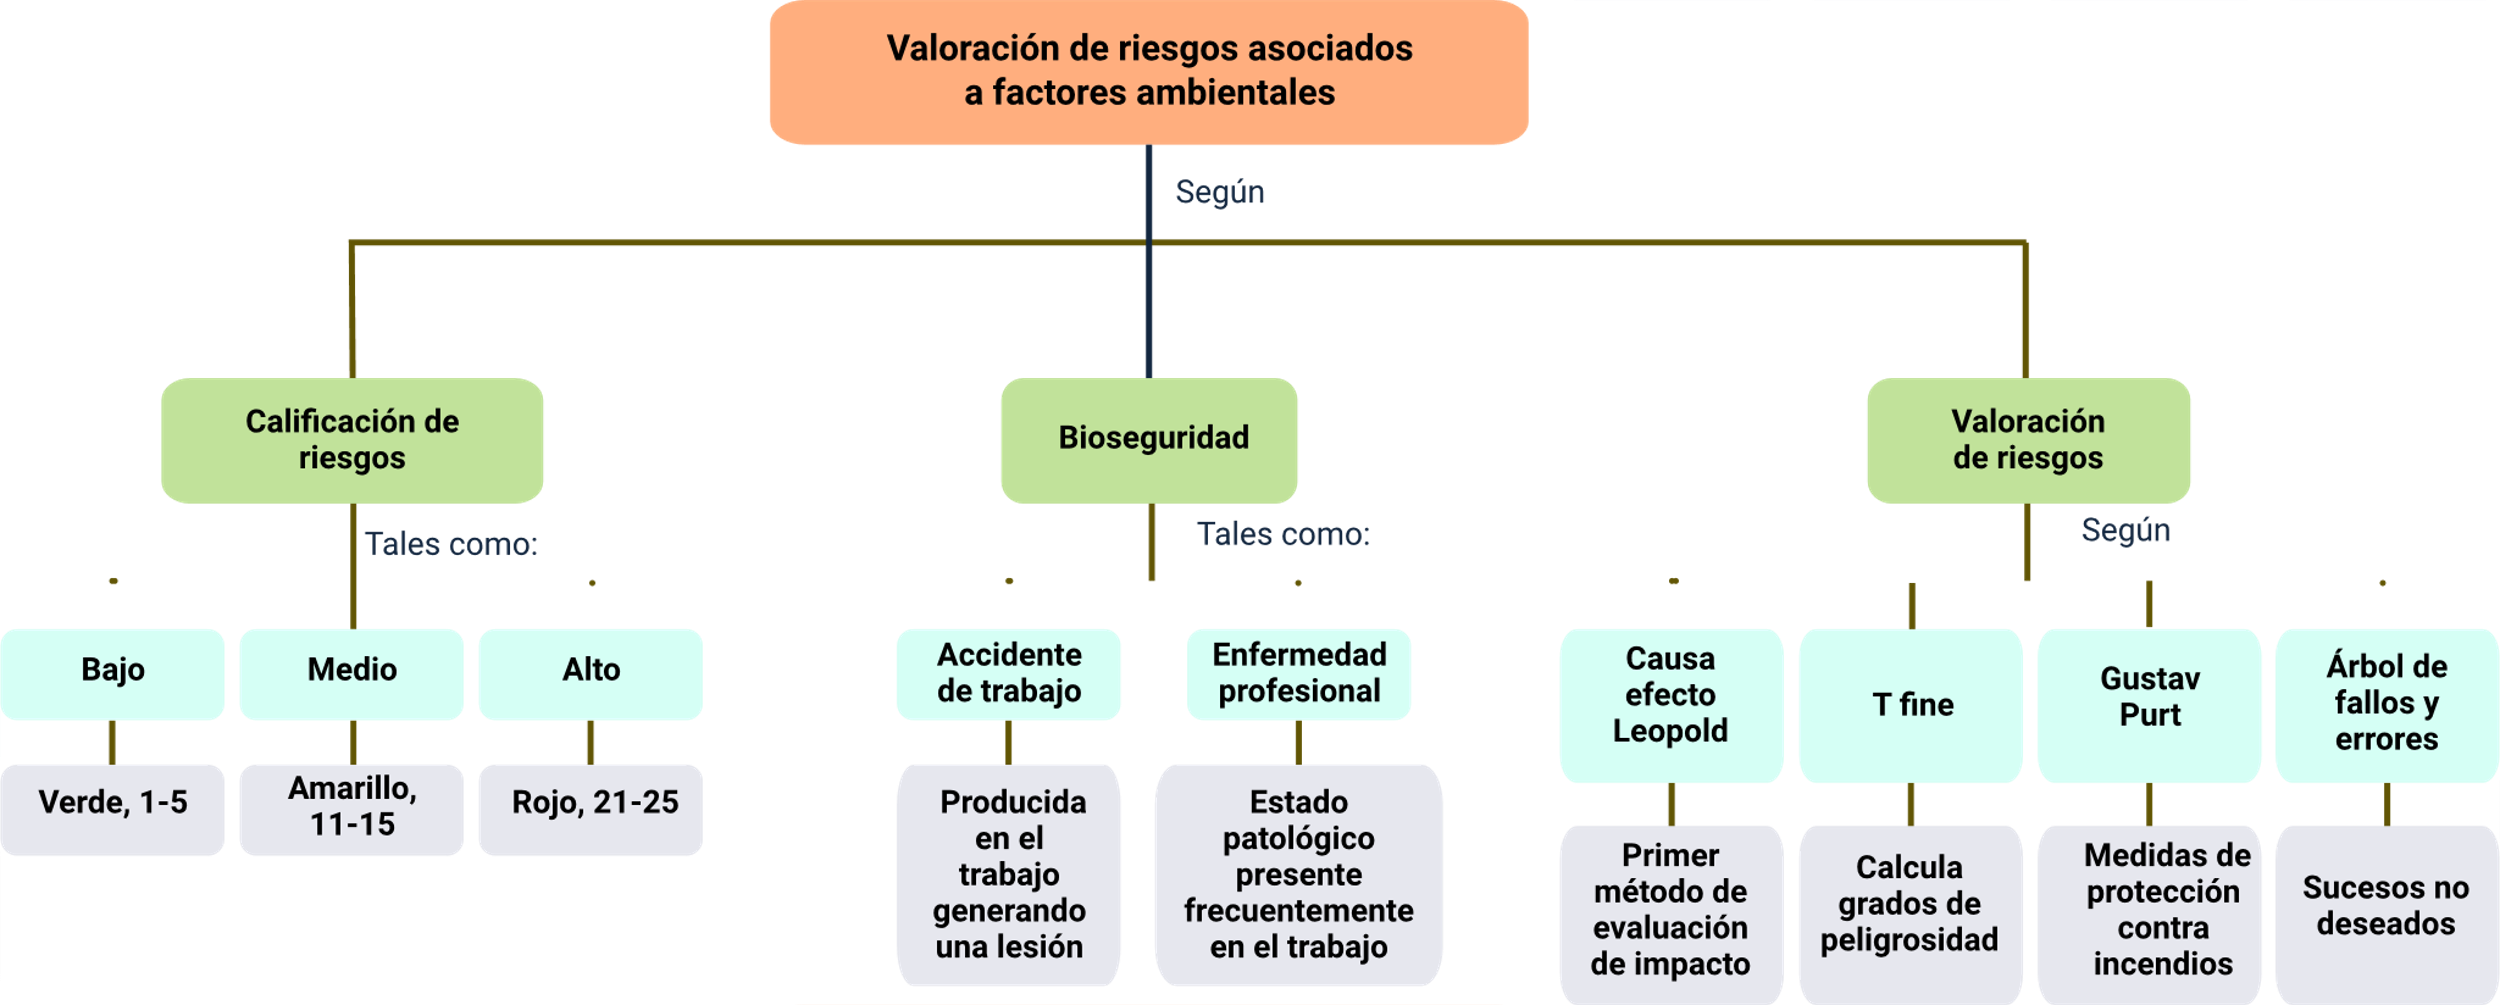 Valoración de riesgos asociados
a factores ambientales
Según
Calificación de
riesgos
Bioseguridad
Valoración
de riesgos
Tales como:
Tales como:
Según
Bajo
Medio
Alto
Accidente
de trabajo
Enfermedad
profesional
Causa
efecto
Leopold
T fine
Gustav
Purt
Árbol de
fallos y
errores
Verde, 1-5
Amarillo,
11-15
Rojo, 21-25
Producida
en el
trabajo
generando
una lesión
Estado
patológico
presente
frecuentemente
en el trabajo
Primer
método de
evaluación
de impacto
Calcula
grados de
peligrosidad
Medidas de
protección
contra
incendios
Sucesos no
deseados